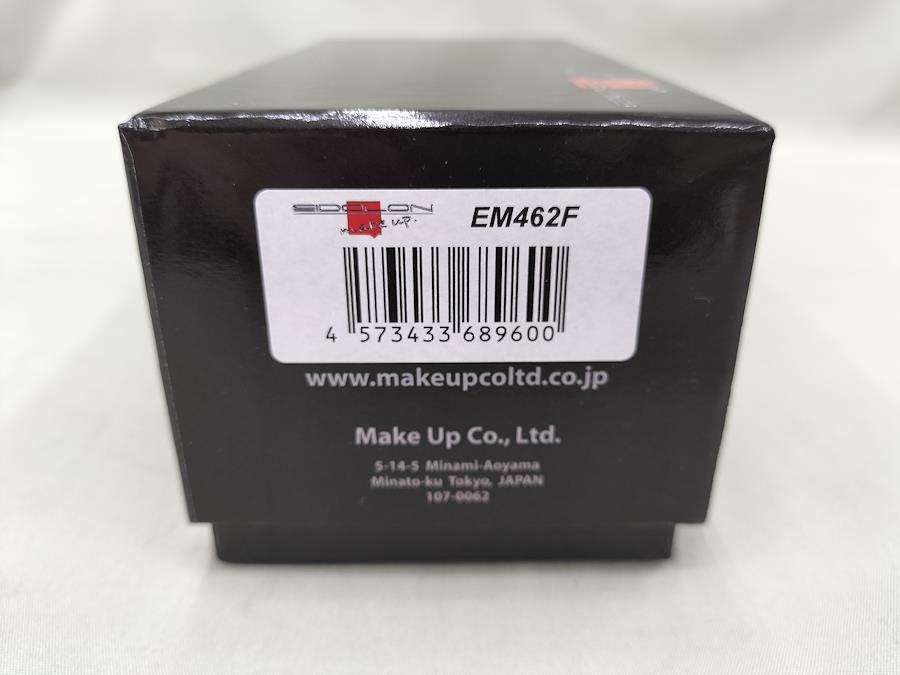 EIDOLON
make up.
EM462F
4 573433 689600
www.makeupcoltd.co.jp
Make Up Co., Ltd.
5-14-5 Minami-Aoyama
Minato-ku Tokyo, JAPAN
107-0062